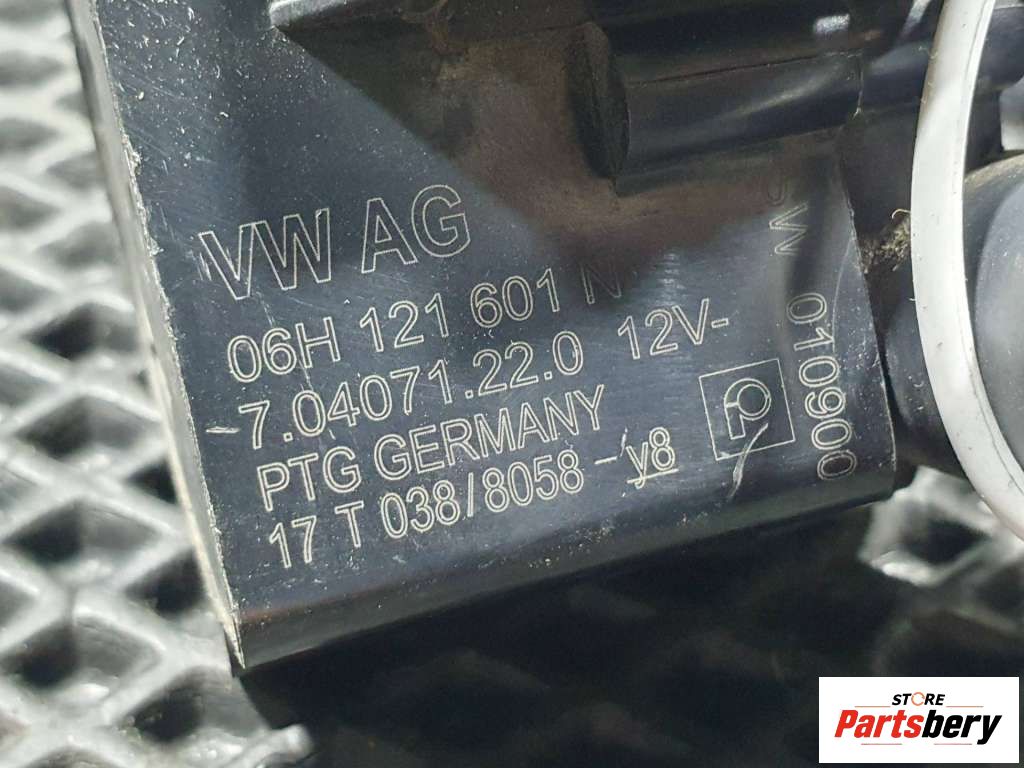 VW AG
06H 121 601 N
-7.04071.22.0 12V-
PTG GERMANY
17 T 038/8058 - y8
010900
STORE
Partsbery